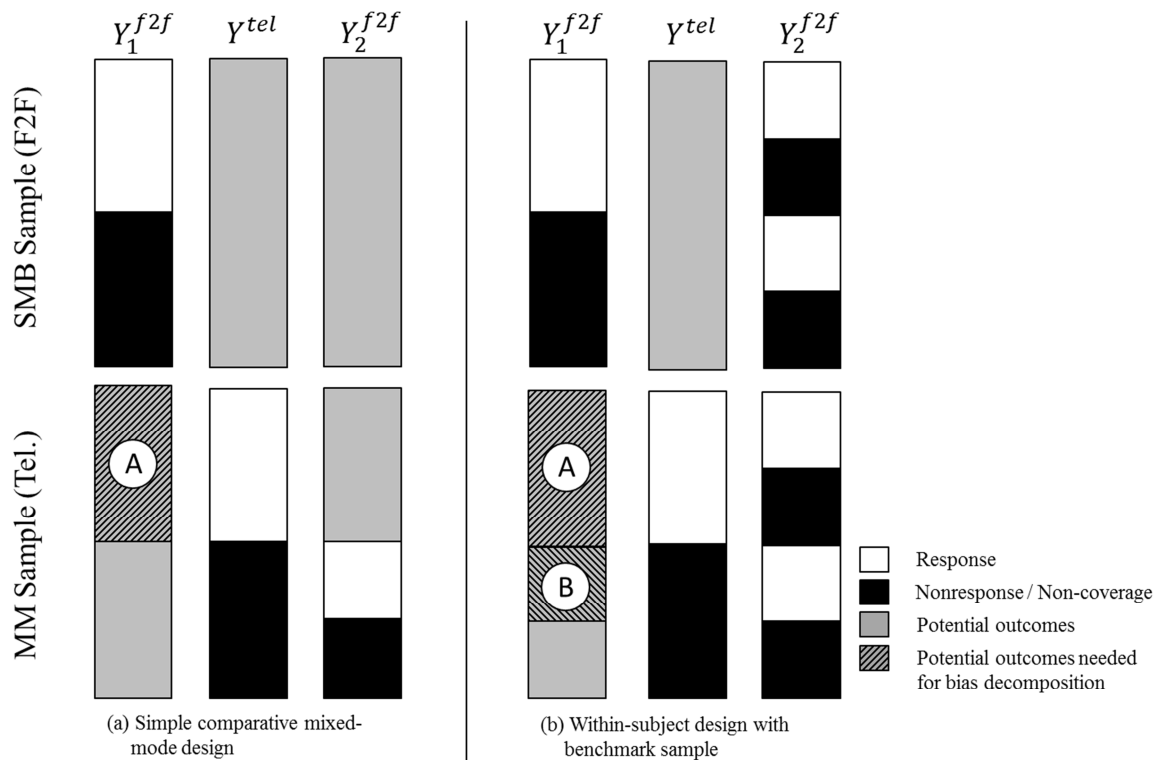 Y_1^{f2f} Y^{tel} Y_2^{f2f}
Y_1^{f2f} Y^{tel} Y_2^{f2f}
SMB Sample (F2F)
MM Sample (Tel.)
A
A
B
Response
Nonresponse / Non-coverage
Potential outcomes
Potential outcomes needed
for bias decomposition
(a) Simple comparative mixed-
mode design
(b) Within-subject design with
benchmark sample